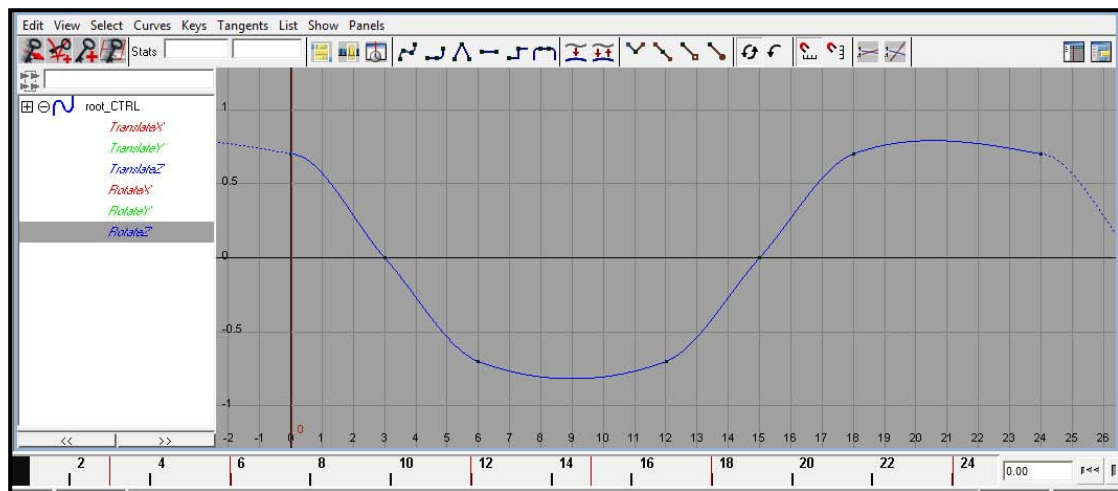 Edit View Select Curves Keys Tangents List Show Panels
Stats
root_CTRL
TranslateX
TranslateY
TranslateZ
RotateX
RotateY
RotateZ
1
0.5
0
-0.5
-1
0
-2 -1 0 1 2 3 4 5 6 7 8 9 10 11 12 13 14 15 16 17 18 19 20 21 22 23 24 25 26
<< >>
2 4 6 8 10 12 14 16 18 20 22 24 0.00